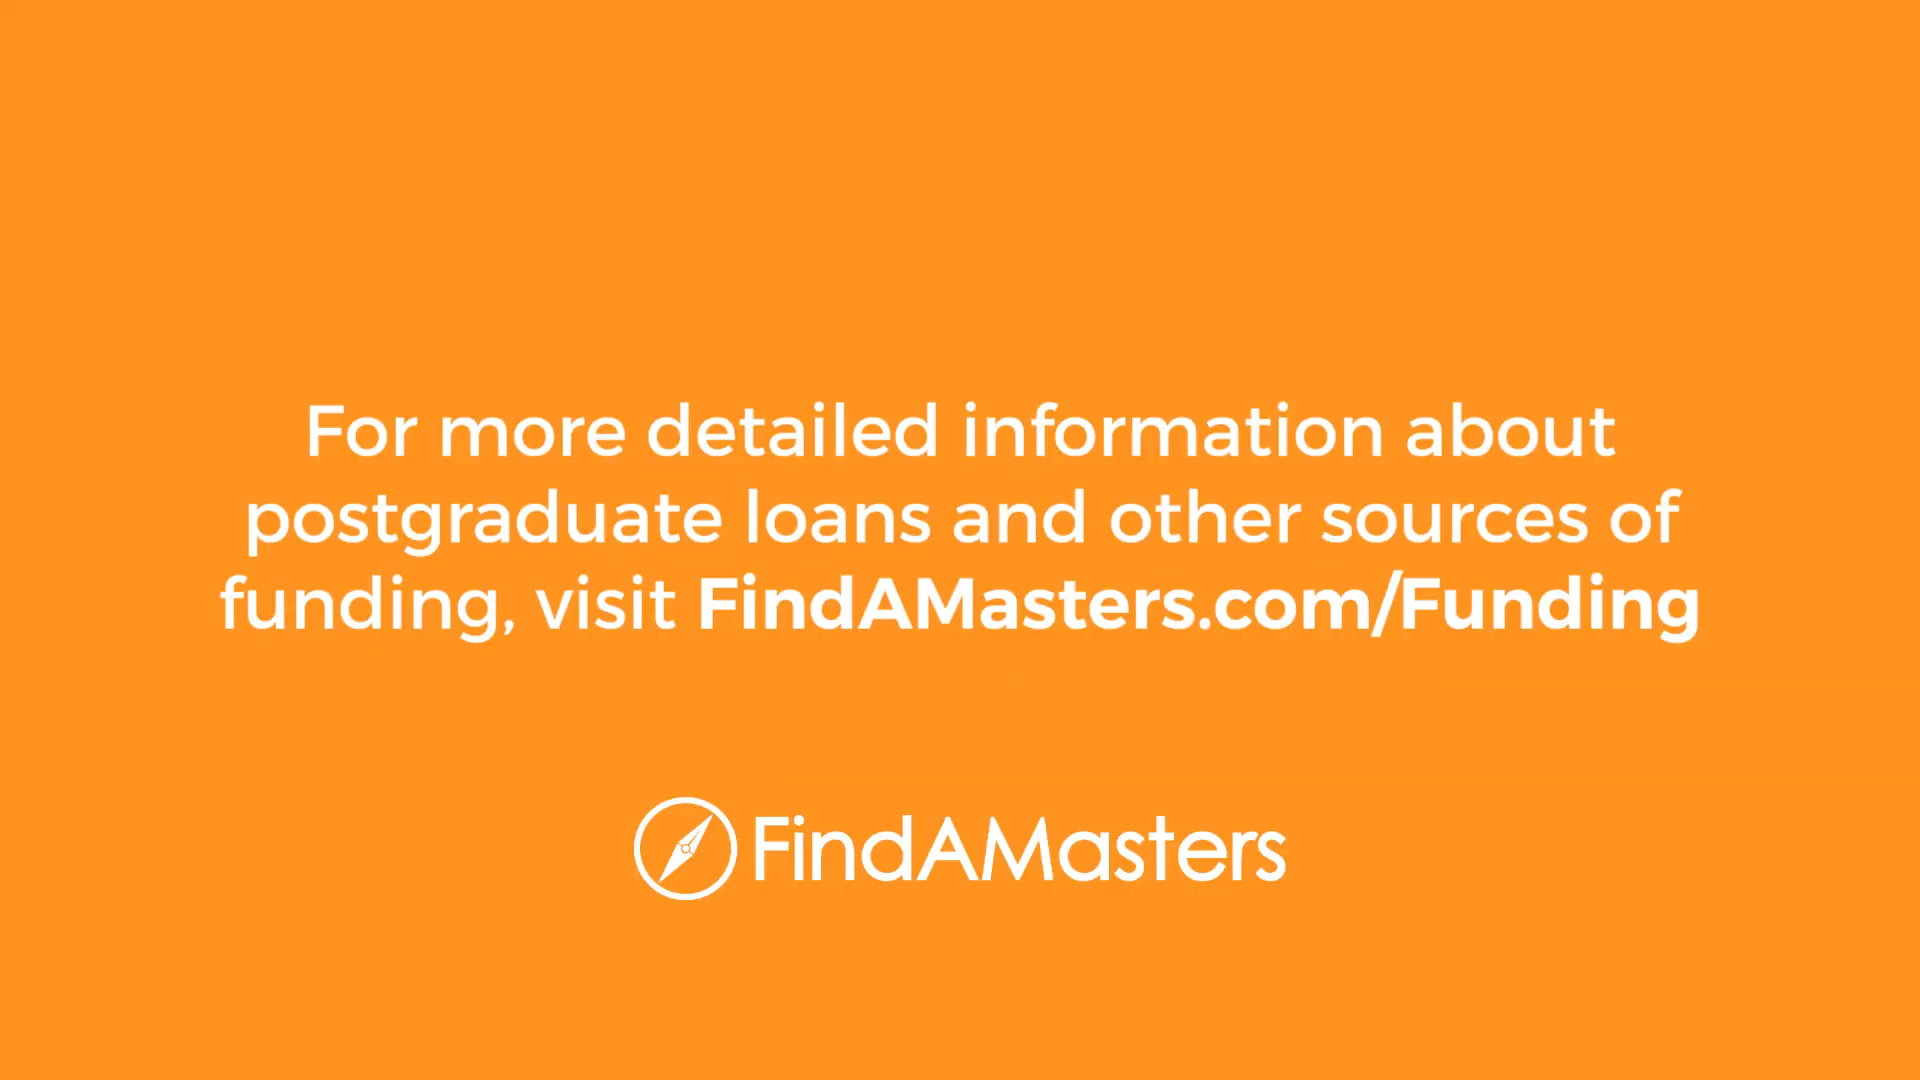 For more detailed information about
postgraduate loans and other sources of
funding, visit FindAMasters.com/Funding
FindAMasters